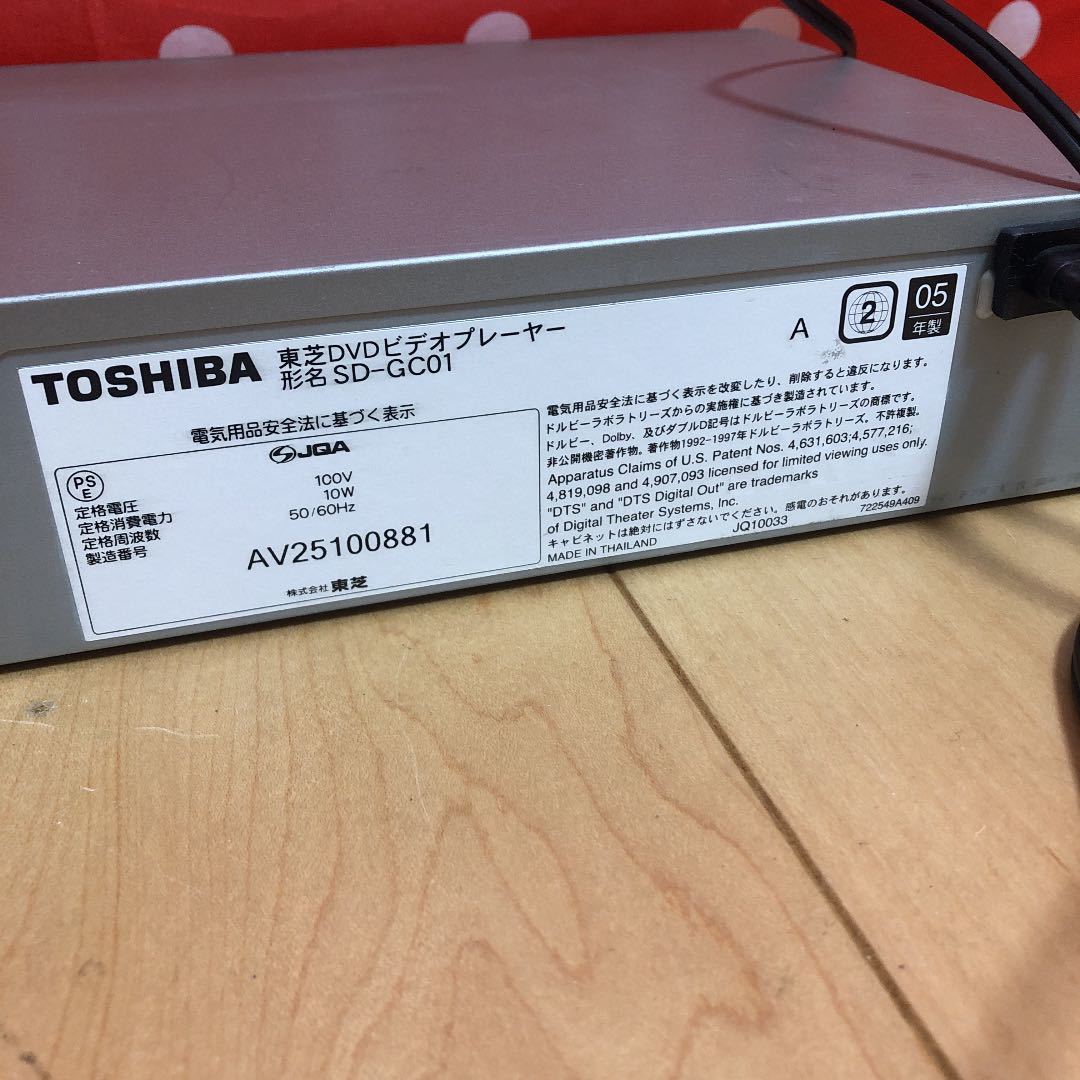 TOSHIBA
東芝DVDビデオプレーヤー
形名 SD-GC01
A
2
05
年製
電気用品安全法に基づく表示
JQA
PS
E
定格電圧 100V
定格消費電力 10W
定格周波数 50/60Hz
製造番号
AV25100881
株式会社 東芝
電気用品安全法に基づく表示を改変したり、削除すると違反になります。
ドルビーラボラトリーズからの実施権に基づき製造されています。
ドルビー、Dolby、及びダブルD記号はドルビーラボラトリーズの商標です。
非公開機密著作物。著作物1992-1997年ドルビーラボラトリーズ。不許複製。
Apparatus Claims of U.S. Patent Nos. 4,631,603;4,577,216;
4,819,098 and 4,907,093 licensed for limited viewing uses only.
"DTS" and "DTS Digital Out" are trademarks
of Digital Theater Systems, Inc.
キャビネットは絶対にはずさないでください。感電のおそれがあります。
MADE IN THAILAND
JQ10033
722549A409